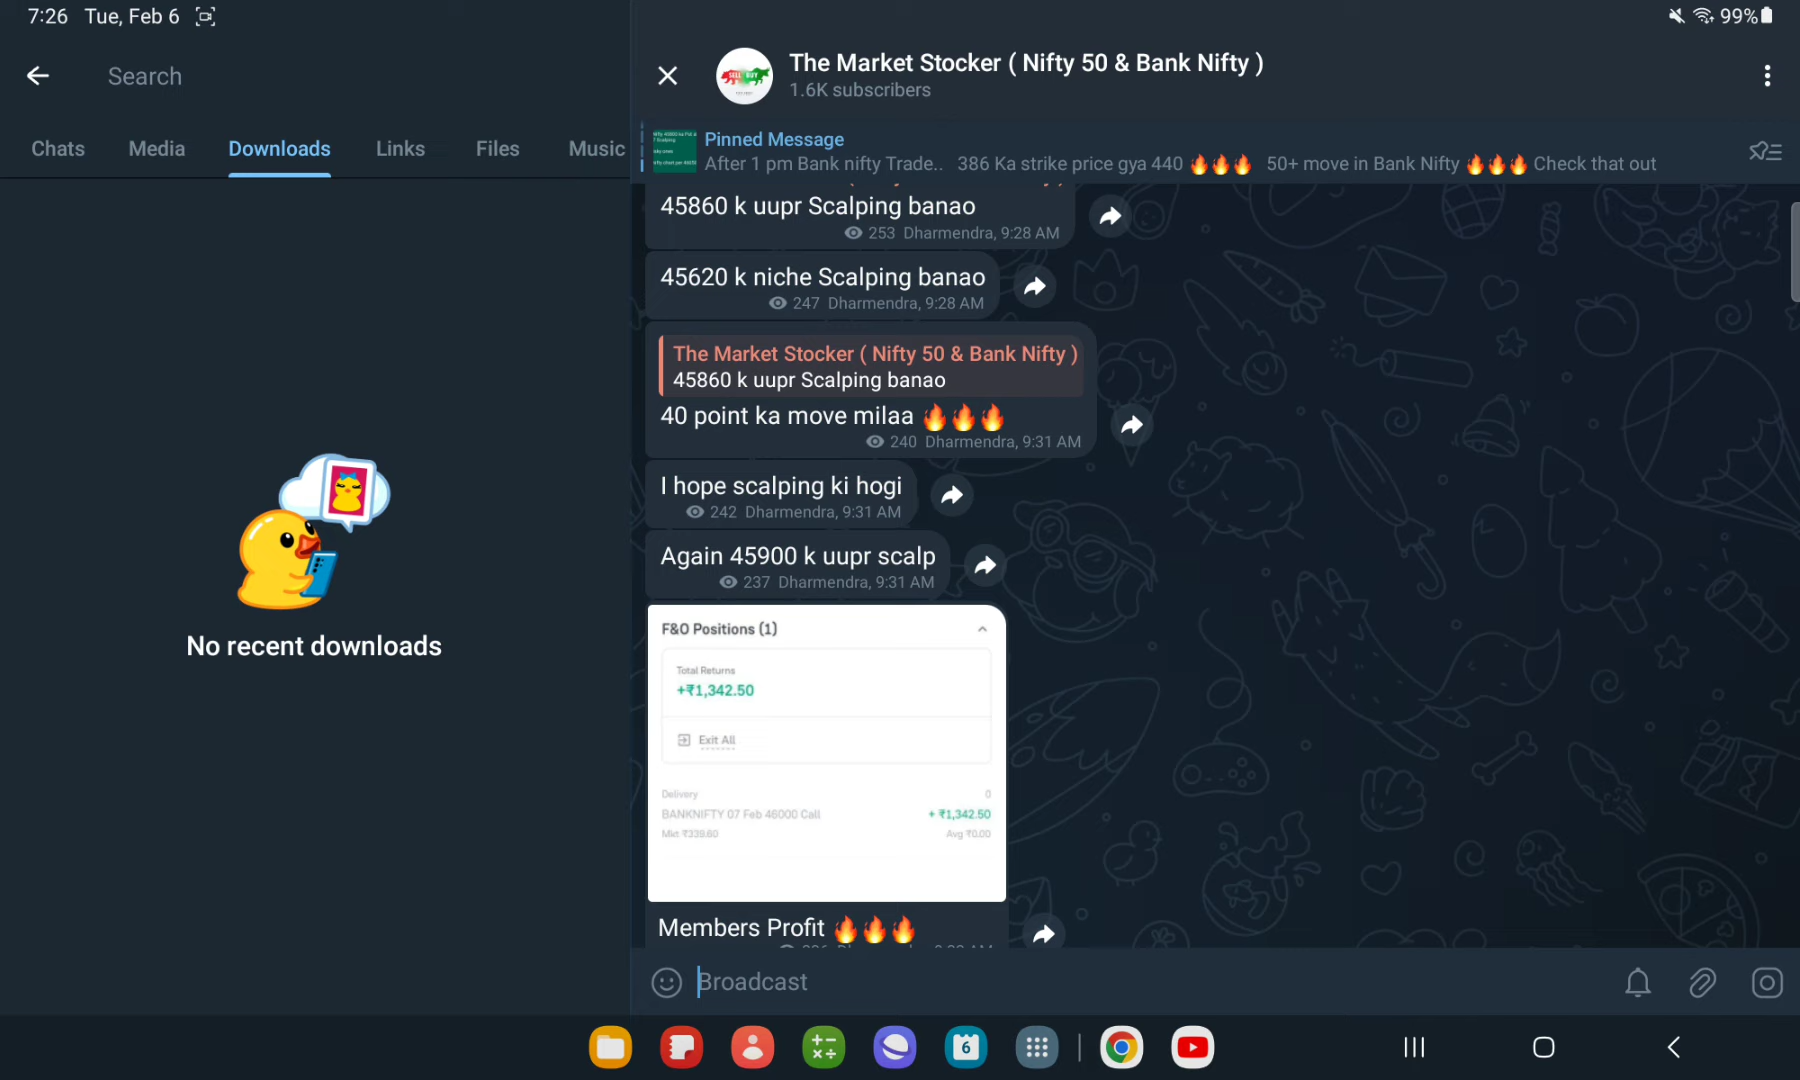 7:26 Tue, Feb 6
99%
Search
Chats Media Downloads Links Files Music
No recent downloads
SELL BUY
The Market Stocker ( Nifty 50 & Bank Nifty )
1.6K subscribers
Pinned Message
After 1 pm Bank nifty Trade.. 386 Ka strike price gya 440 🔥🔥🔥 50+ move in Bank Nifty 🔥🔥🔥 Check that out
45860 k uupr Scalping banao
253 Dharmendra, 9:28 AM
45620 k niche Scalping banao
247 Dharmendra, 9:28 AM
The Market Stocker ( Nifty 50 & Bank Nifty )
45860 k uupr Scalping banao
40 point ka move milaa 🔥🔥🔥
240 Dharmendra, 9:31 AM
I hope scalping ki hogi
242 Dharmendra, 9:31 AM
Again 45900 k uupr scalp
237 Dharmendra, 9:31 AM
F&O Positions (1)
Total Returns
+₹1,342.50
Exit All
Delivery 0
BANKNIFTY 07 Feb 46000 Call + ₹1,342.50
Mkt ₹339.60 Avg ₹0.00
Members Profit 🔥🔥🔥
Broadcast
6